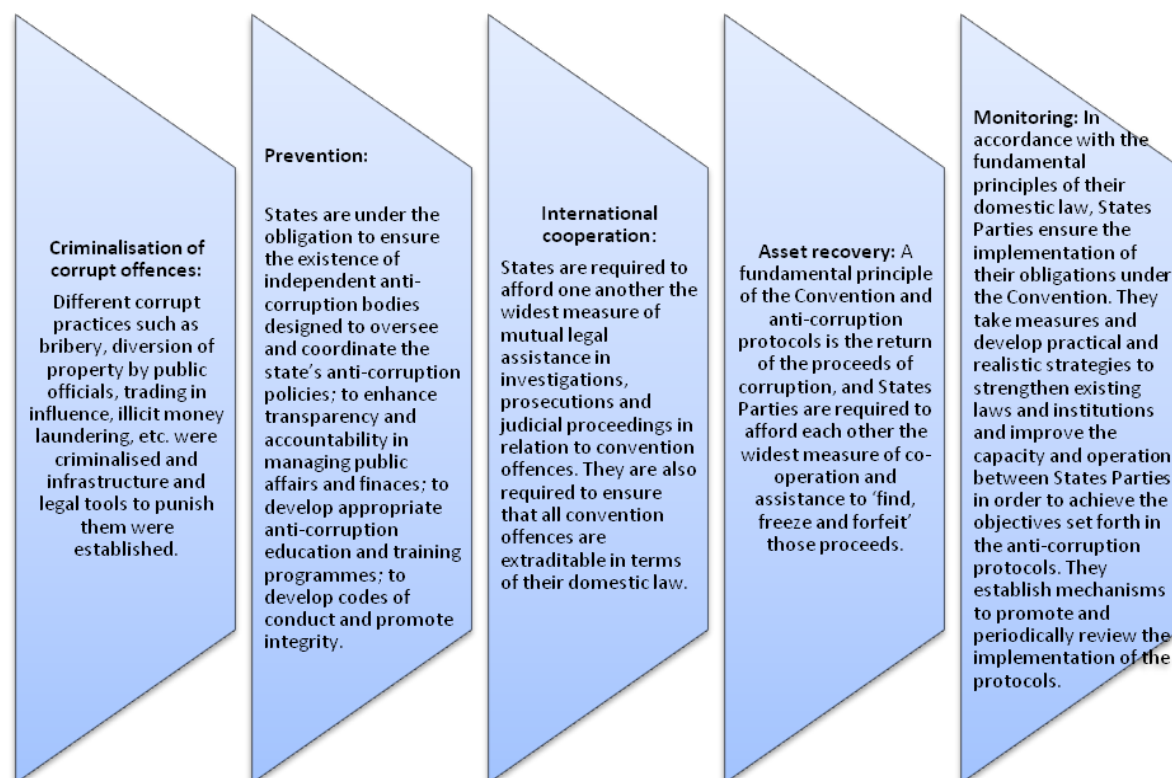 Criminalisation of
corrupt offences:
Different corrupt
practices such as
bribery, diversion of
property by public
officials, trading in
influence, illicit money
laundering, etc. were
criminalised and
infrastructure and
legal tools to punish
them were
established.
Prevention:
States are under the
obligation to ensure
the existence of
independent anti-
corruption bodies
designed to oversee
and coordinate the
state's anti-corruption
policies; to enhance
transparency and
accountability in
managing public
affairs and finaces; to
develop appropriate
anti-corruption
education and training
programmes; to
develop codes of
conduct and promote
integrity.
International
cooperation:
States are required to
afford one another the
widest measure of
mutual legal
assistance in
investigations,
prosecutions and
judicial proceedings in
relation to convention
offences. They are also
required to ensure
that all convention
offences are
extraditable in terms
of their domestic law.
Asset recovery: A
fundamental principle
of the Convention and
anti-corruption
protocols is the return
of the proceeds of
corruption, and States
Parties are required to
afford each other the
widest measure of co-
operation and
assistance to ‘find,
freeze and forfeit’
those proceeds.
Monitoring: In
accordance with the
fundamental
principles of their
domestic law, States
Parties ensure the
implementation of
their obligations under
the Convention. They
take measures and
develop practical and
realistic strategies to
strengthen existing
laws and institutions
and improve the
capacity and operation
between States Parties
in order to achieve the
objectives set forth in
the anti-corruption
protocols. They
establish mechanisms
to promote and
periodically review the
implementation of the
protocols.